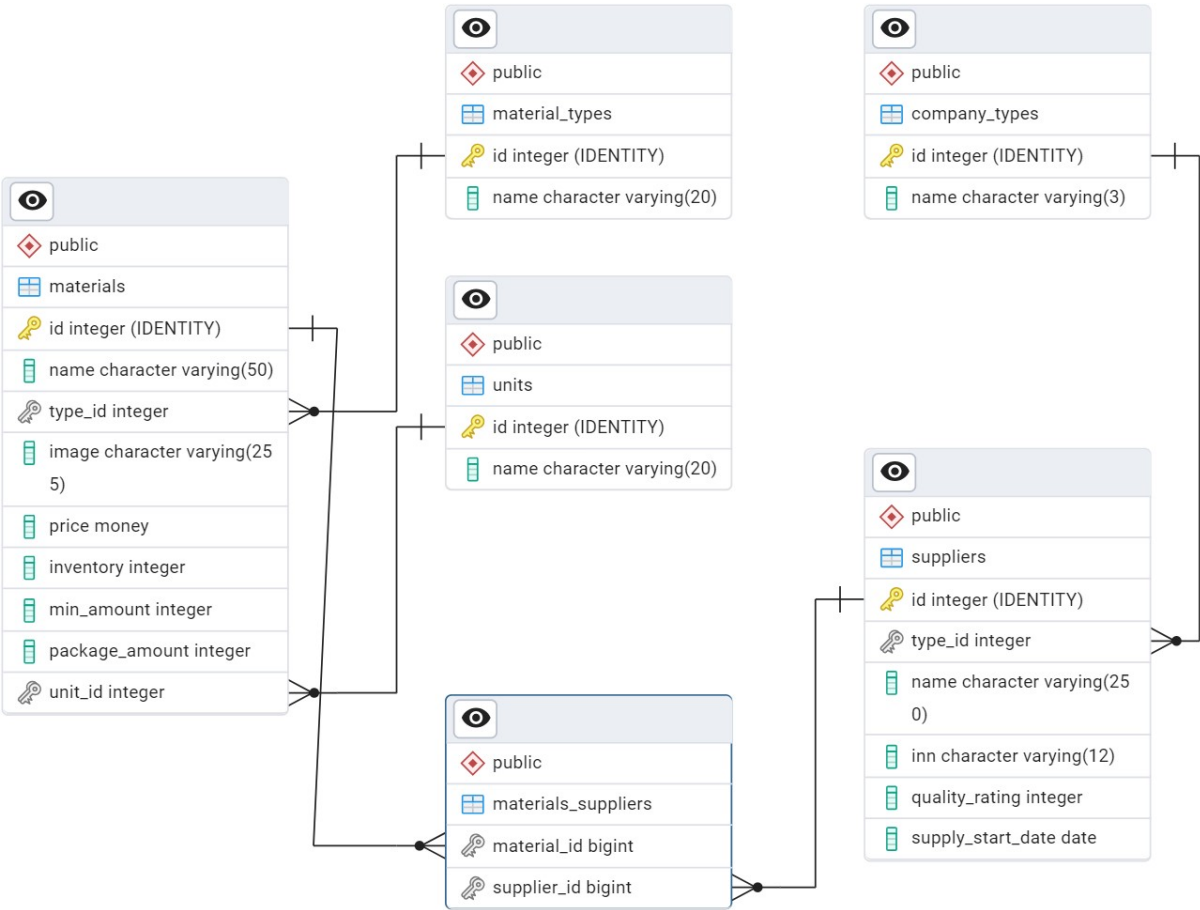 public
materials
id integer (IDENTITY)
name character varying(50)
type_id integer
image character varying(25
5)
price money
inventory integer
min_amount integer
package_amount integer
unit_id integer
public
material_types
id integer (IDENTITY)
name character varying(20)
public
units
id integer (IDENTITY)
name character varying(20)
public
materials_suppliers
material_id bigint
supplier_id bigint
public
company_types
id integer (IDENTITY)
name character varying(3)
public
suppliers
id integer (IDENTITY)
type_id integer
name character varying(25
0)
inn character varying(12)
quality_rating integer
supply_start_date date